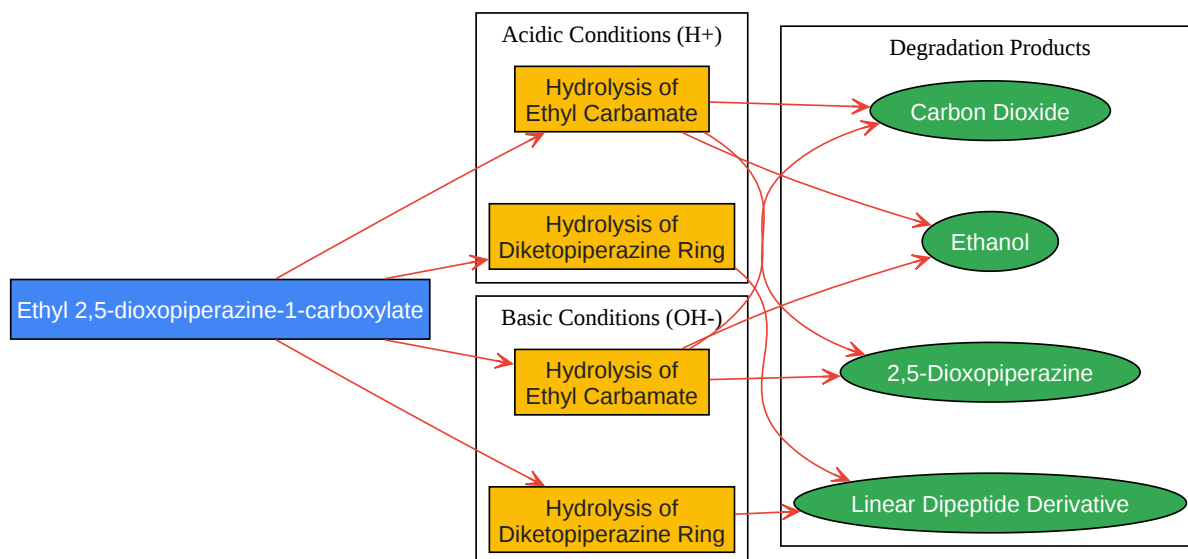 Acidic Conditions (H+)
Hydrolysis of
Ethyl Carbamate
Hydrolysis of
Diketopiperazine Ring
Ethyl 2,5-dioxopiperazine-1-carboxylate
Basic Conditions (OH-)
Hydrolysis of
Ethyl Carbamate
Hydrolysis of
Diketopiperazine Ring
Degradation Products
Carbon Dioxide
Ethanol
2,5-Dioxopiperazine
Linear Dipeptide Derivative